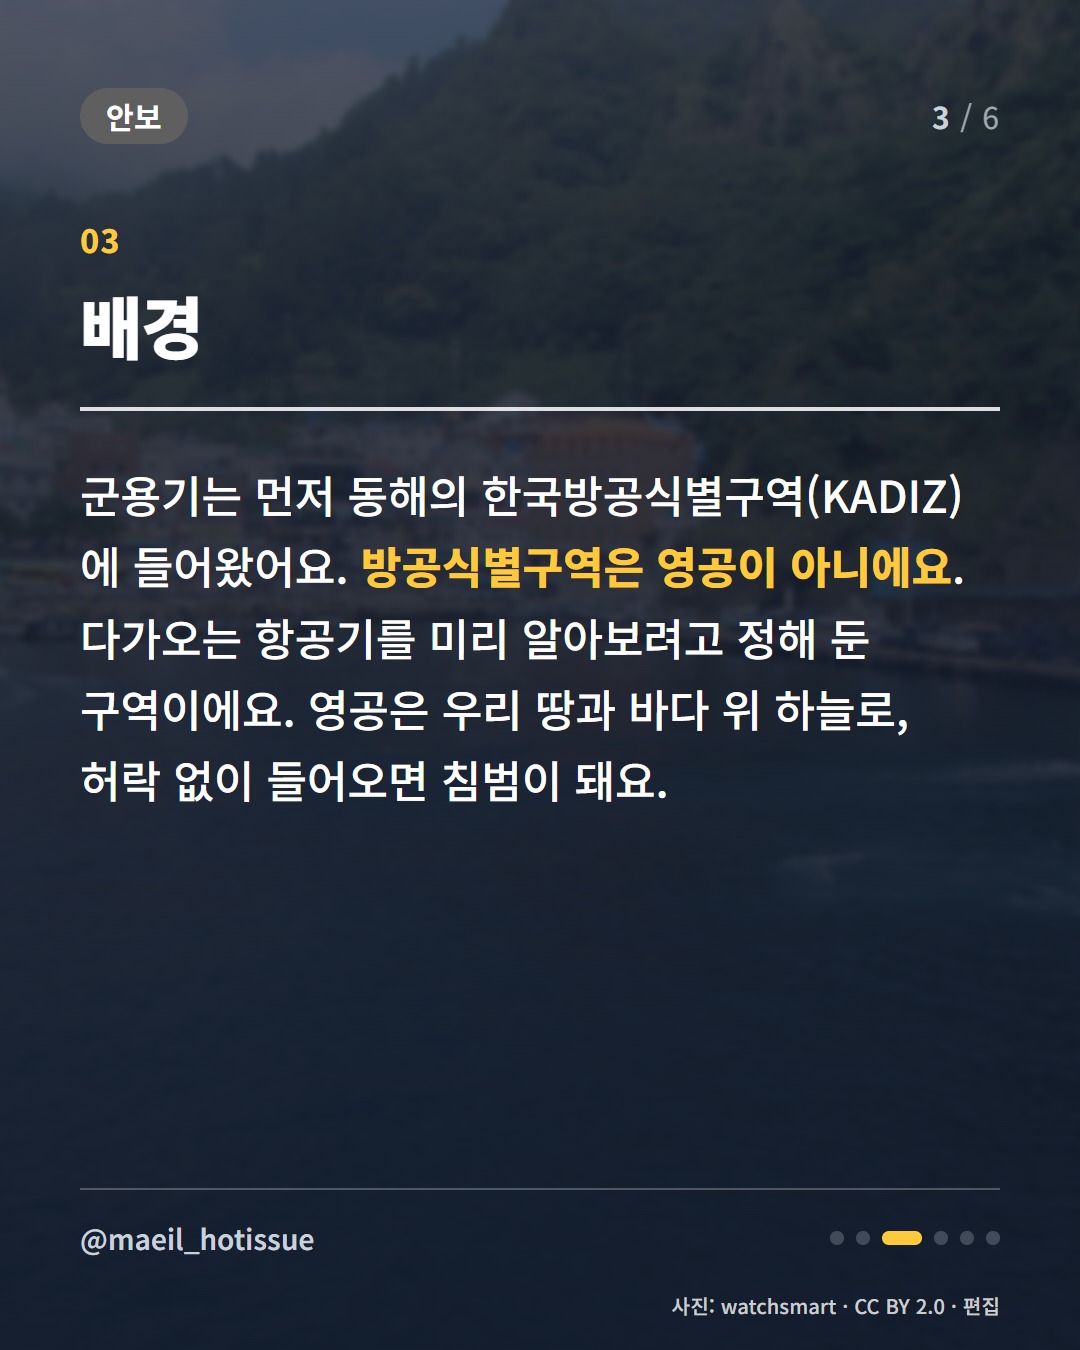 안보
3 / 6
03
배경
군용기는 먼저 동해의 한국방공식별구역(KADIZ)
에 들어왔어요. 방공식별구역은 영공이 아니에요.
다가오는 항공기를 미리 알아보려고 정해 둔
구역이에요. 영공은 우리 땅과 바다 위 하늘로,
허락 없이 들어오면 침범이 돼요.
@maeil_hotissue
사진: watchsmart · CC BY 2.0 · 편집